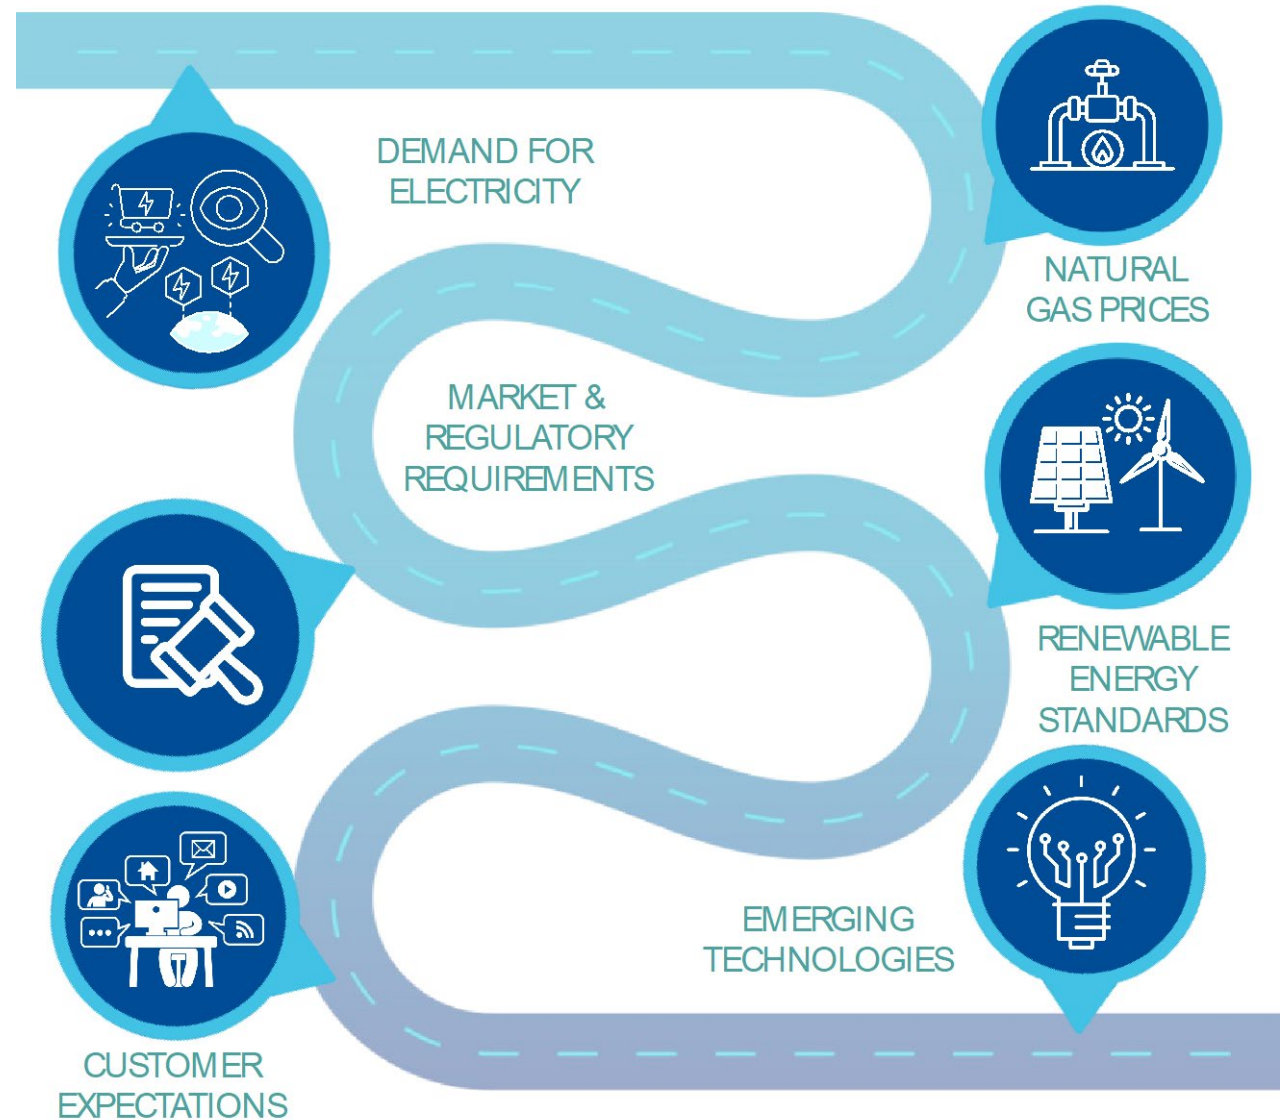 DEMAND FOR
ELECTRICITY
NATURAL
GAS PRICES
MARKET &
REGULATORY
REQUIREMENTS
RENEWABLE
ENERGY
STANDARDS
EMERGING
TECHNOLOGIES
CUSTOMER
EXPECTATIONS